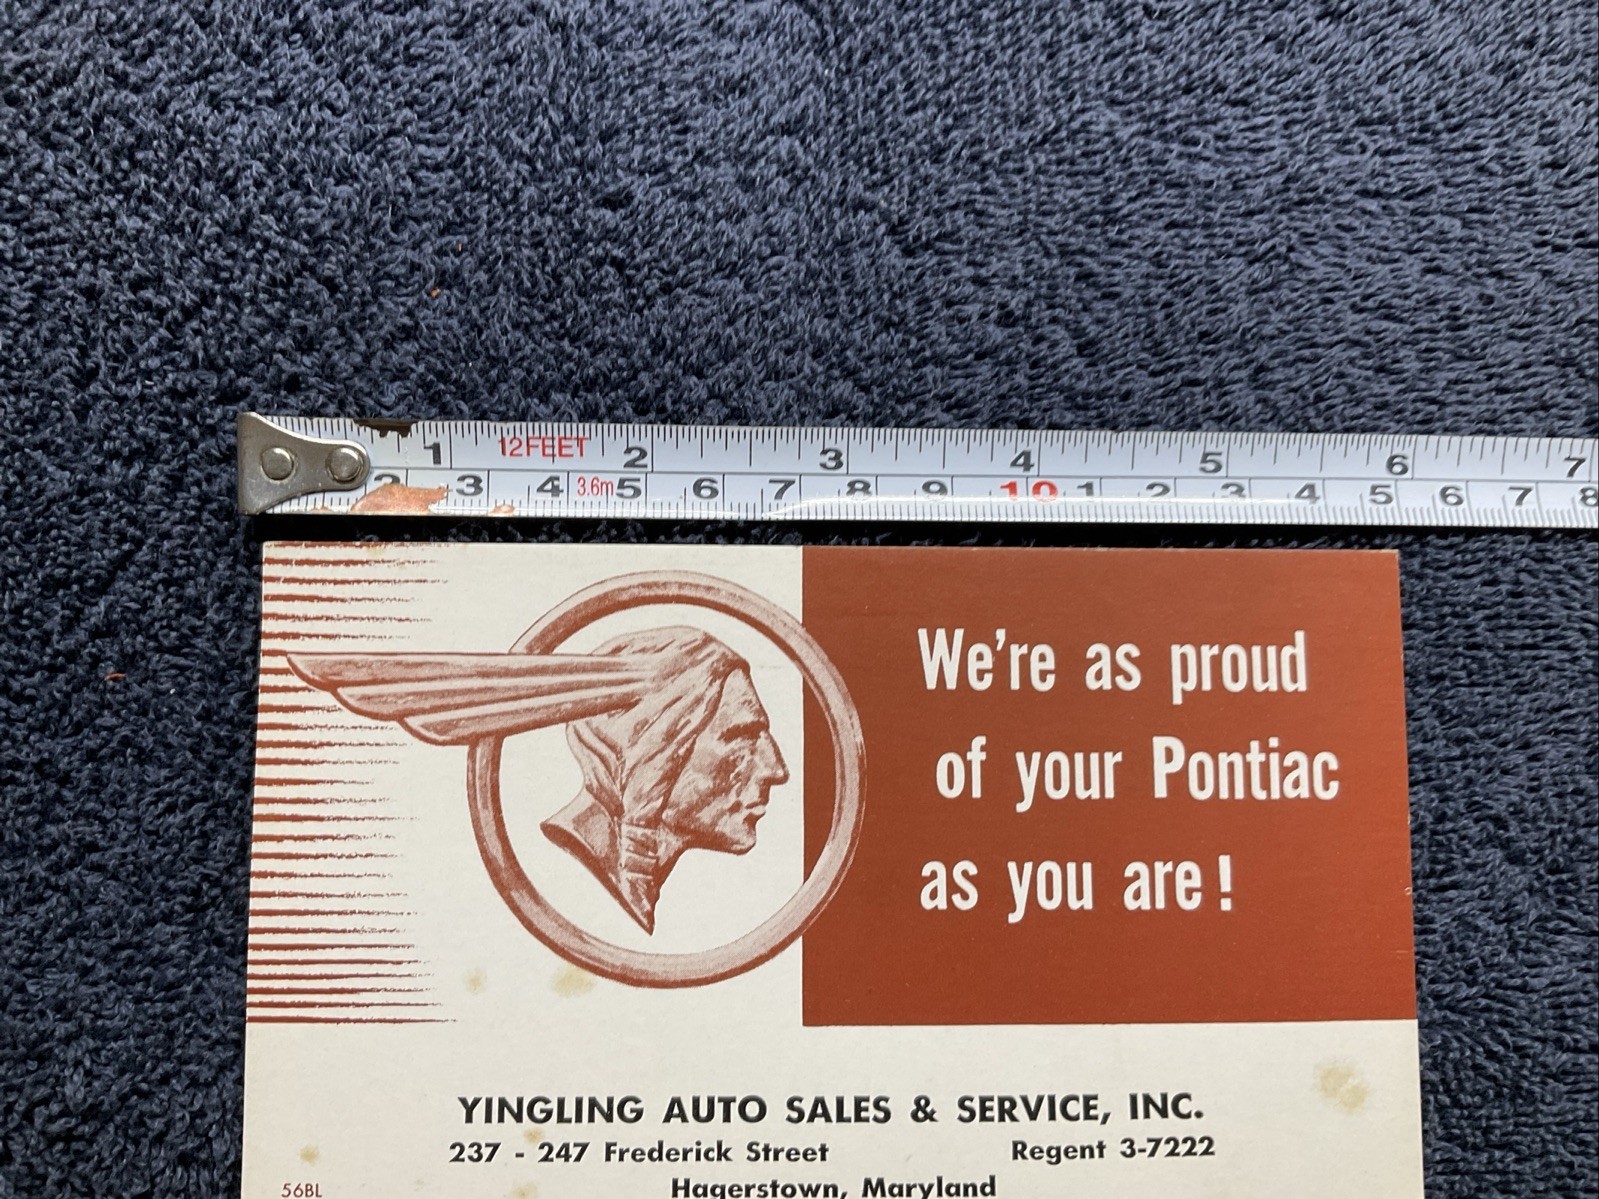 1 12FEET 2 3 4 5 6 7
2 3 4 3.6m 5 6 7 8 9 10 1 2 3 4 5 6 7 8
We're as proud
of your Pontiac
as you are!
YINGLING AUTO SALES & SERVICE, INC.
237 - 247 Frederick Street Regent 3-7222
56BL Hagerstown, Maryland